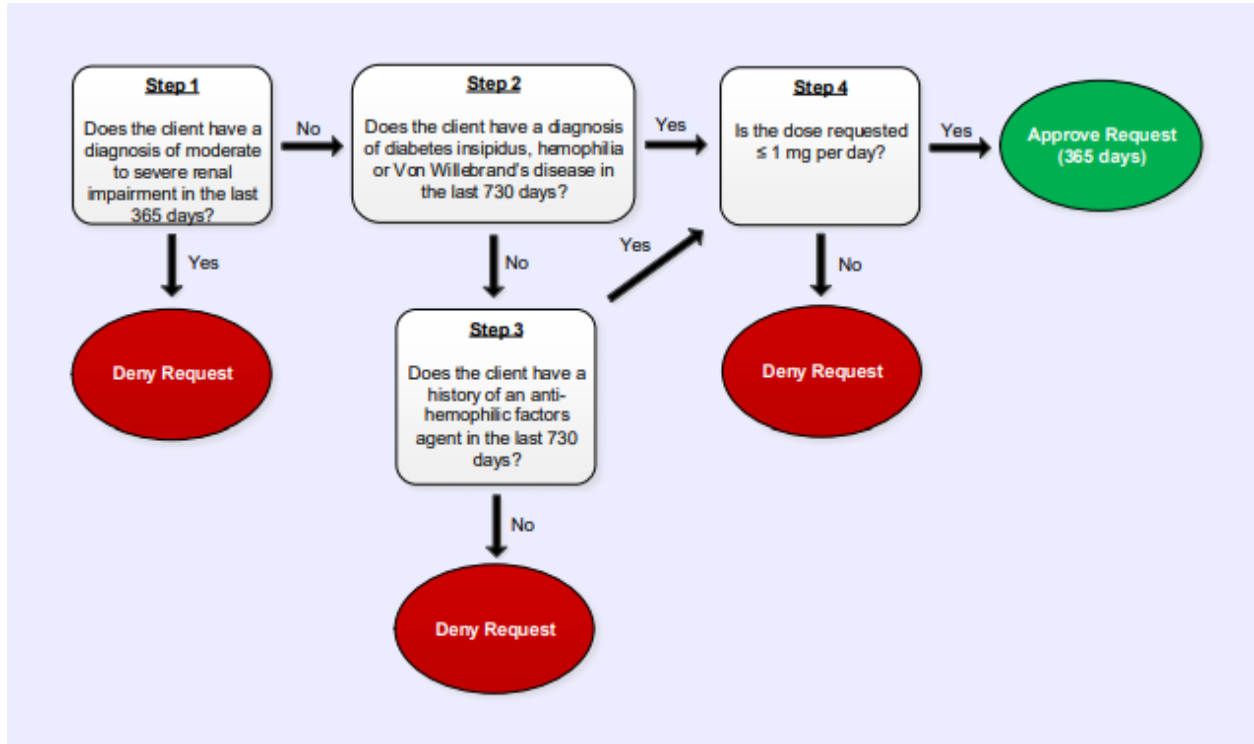 Step 1
Does the client have a
diagnosis of moderate
to severe renal
impairment in the last
365 days?
No
Step 2
Does the client have a diagnosis
of diabetes insipidus, hemophilia
or Von Willebrand's disease in
the last 730 days?
Yes
Step 4
Is the dose requested
≤ 1 mg per day?
Yes
Approve Request
(365 days)
Yes
Deny Request
No
Yes
Step 3
Does the client have a
history of an anti-
hemophilic factors
agent in the last 730
days?
No
Deny Request
No
Deny Request